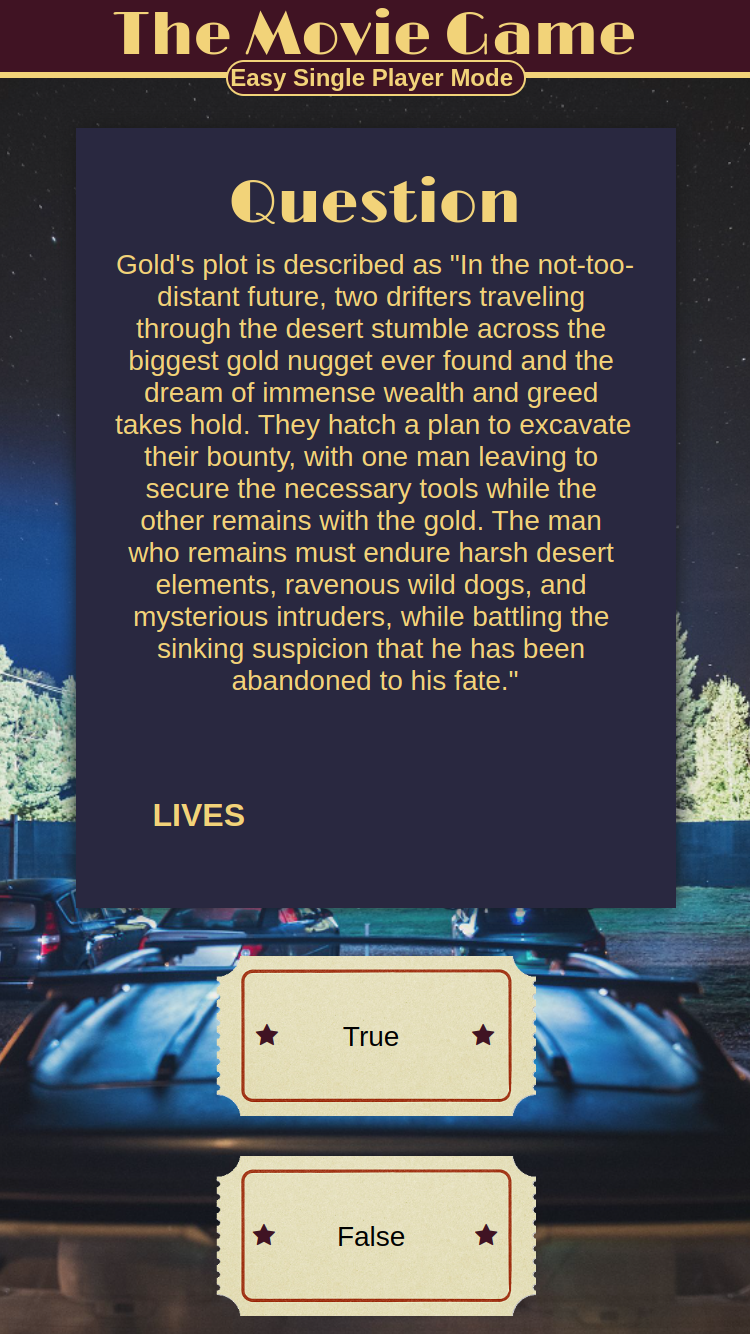 The Movie Game
Easy Single Player Mode
Question
Gold's plot is described as "In the not-too-
distant future, two drifters traveling
through the desert stumble across the
biggest gold nugget ever found and the
dream of immense wealth and greed
takes hold. They hatch a plan to excavate
their bounty, with one man leaving to
secure the necessary tools while the
other remains with the gold. The man
who remains must endure harsh desert
elements, ravenous wild dogs, and
mysterious intruders, while battling the
sinking suspicion that he has been
abandoned to his fate."
LIVES
True
False